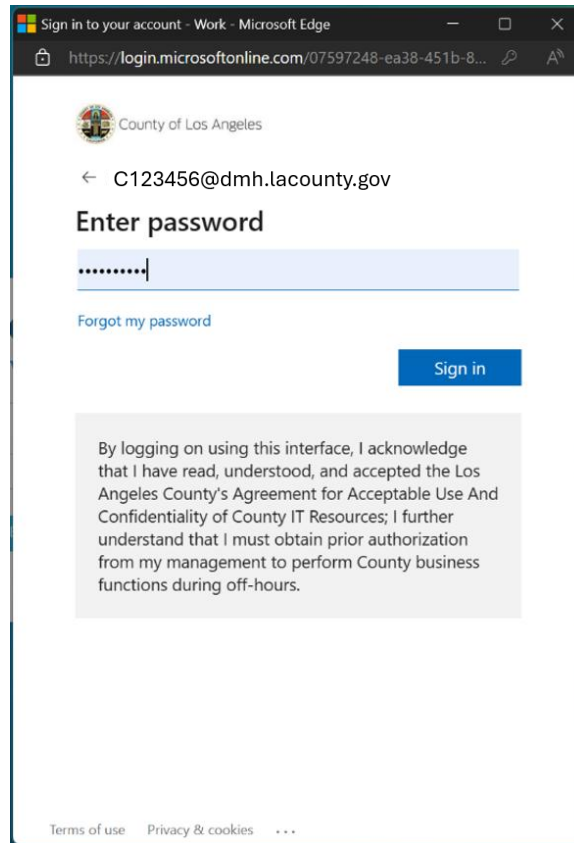 Sign in to your account - Work - Microsoft Edge
https://login.microsoftonline.com/07597248-ea38-451b-8...
County of Los Angeles
C123456@dmh.lacounty.gov
Enter password
••••••••••
Forgot my password
Sign in
By logging on using this interface, I acknowledge
that I have read, understood, and accepted the Los
Angeles County's Agreement for Acceptable Use And
Confidentiality of County IT Resources; I further
understand that I must obtain prior authorization
from my management to perform County business
functions during off-hours.
Terms of use Privacy & cookies ...